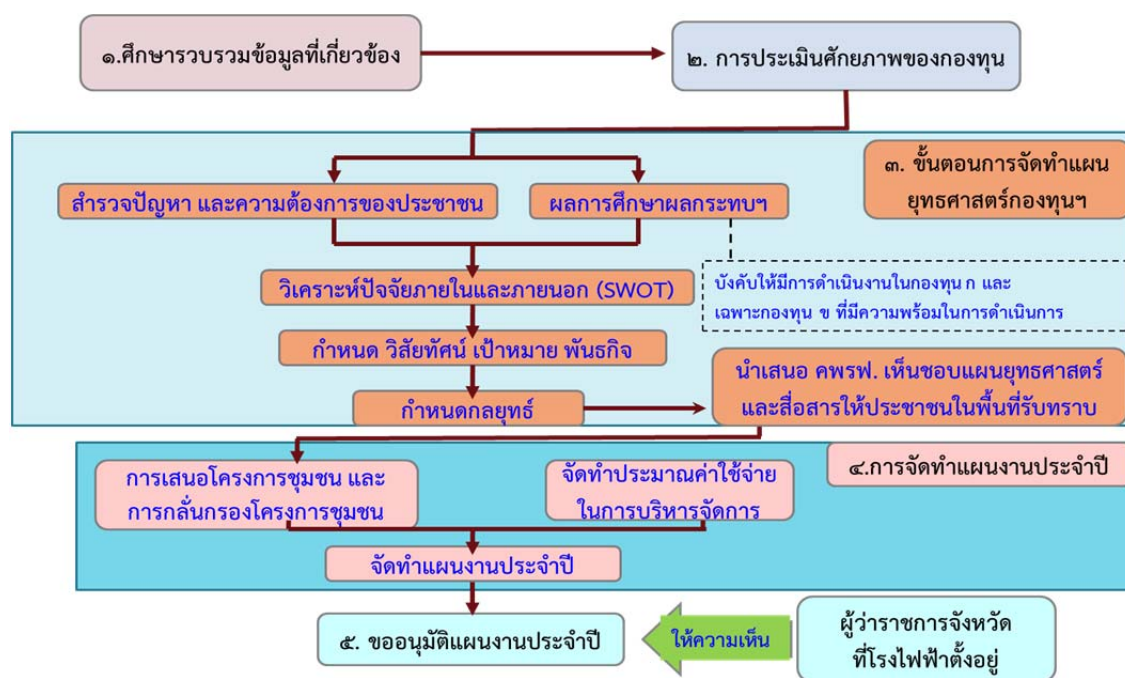 ๑.ศึกษารวบรวมข้อมูลที่เกี่ยวข้อง
๒. การประเมินศักยภาพของกองทุน
๓. ขั้นตอนการจัดทำแผน
ยุทธศาสตร์กองทุนฯ
สำรวจปัญหา และความต้องการของประชาชน
ผลการศึกษาผลกระทบฯ
บังคับให้มีการดำเนินงานในกองทุน ก และ
เฉพาะกองทุน ข ที่มีความพร้อมในการดำเนินการ
วิเคราะห์ปัจจัยภายในและภายนอก (SWOT)
กำหนด วิสัยทัศน์ เป้าหมาย พันธกิจ
กำหนดกลยุทธ์
นำเสนอ คพรฟ. เห็นชอบแผนยุทธศาสตร์
และสื่อสารให้ประชาชนในพื้นที่รับทราบ
๔.การจัดทำแผนงานประจำปี
การเสนอโครงการชุมชน และ
การกลั่นกรองโครงการชุมชน
จัดทำประมาณค่าใช้จ่าย
ในการบริหารจัดการ
จัดทำแผนงานประจำปี
๕. ขออนุมัติแผนงานประจำปี
ให้ความเห็น
ผู้ว่าราชการจังหวัด
ที่โรงไฟฟ้าตั้งอยู่